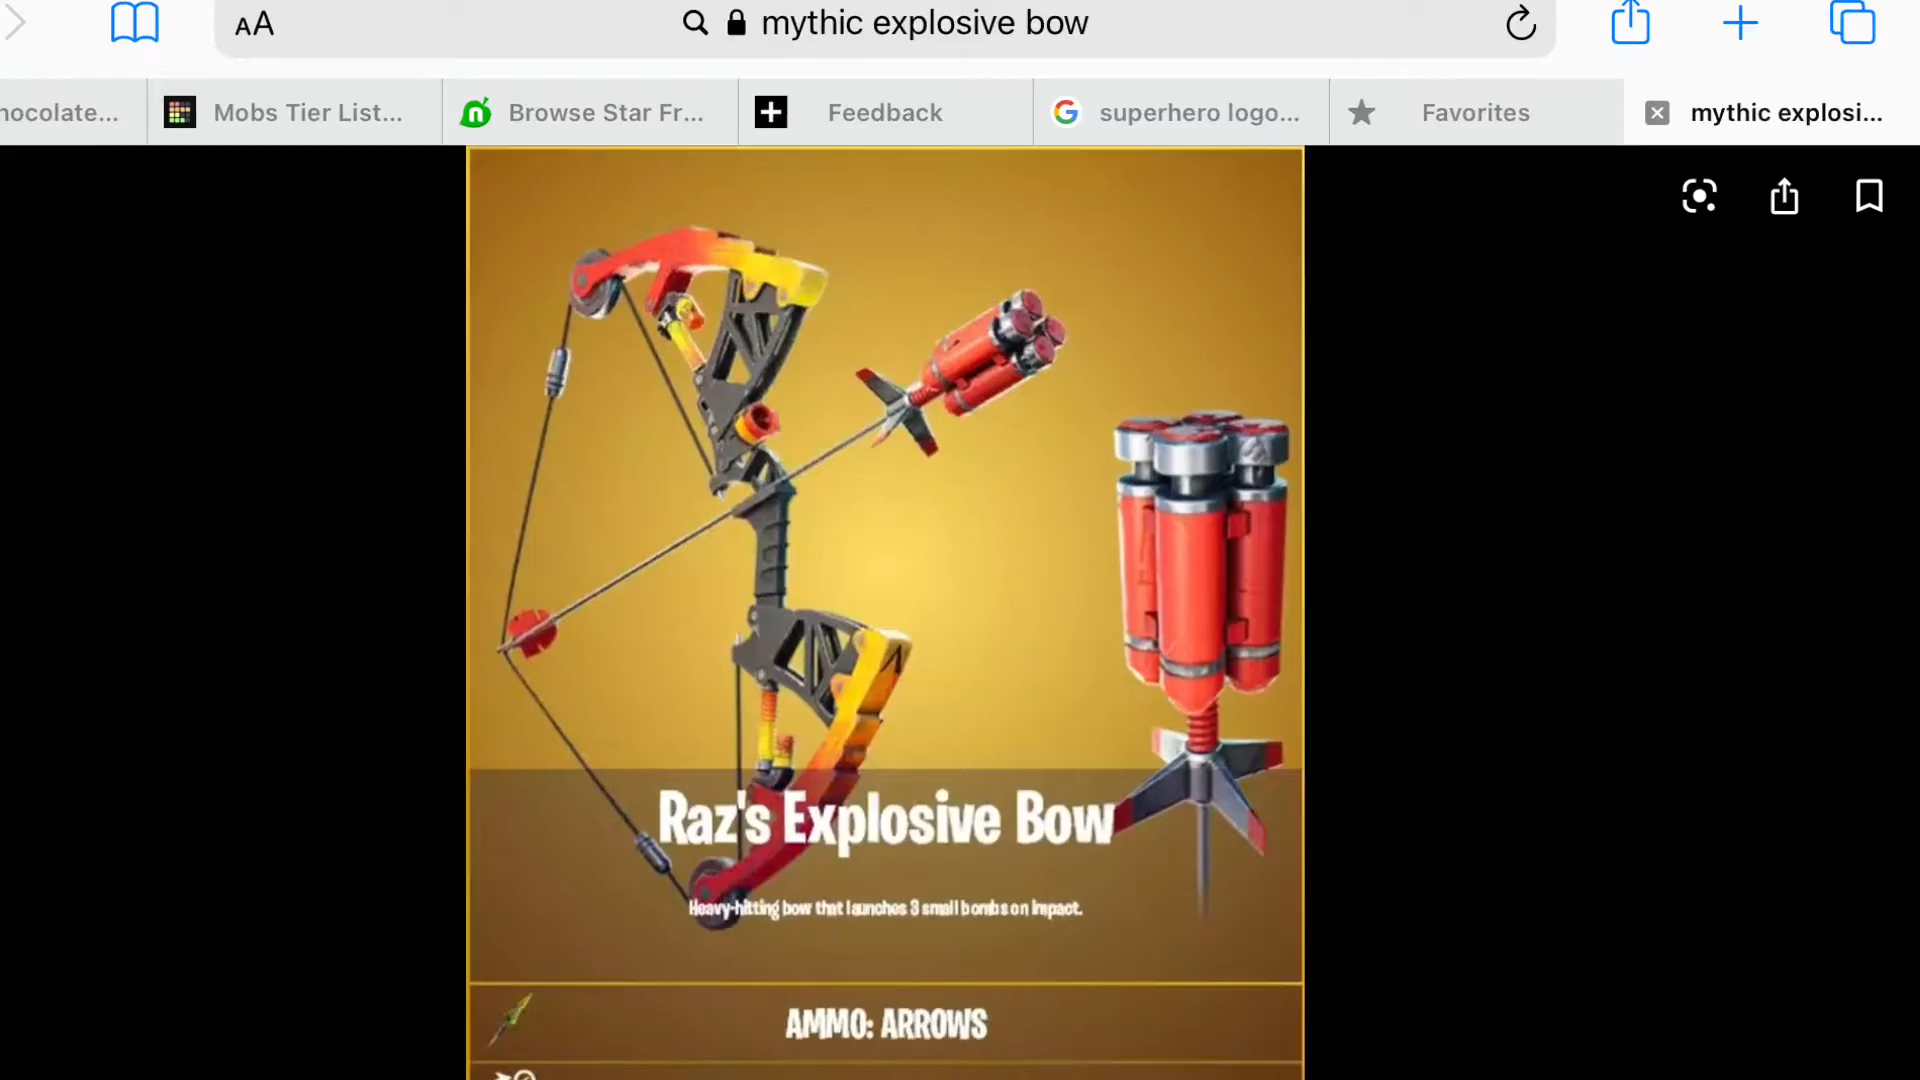 AA
mythic explosive bow
hocolate...
Mobs Tier List...
Browse Star Fr...
Feedback
superhero logo...
Favorites
mythic explosi...
Raz's Explosive Bow
Heavy-hitting bow that launches 3 small bombs on impact.
AMMO: ARROWS